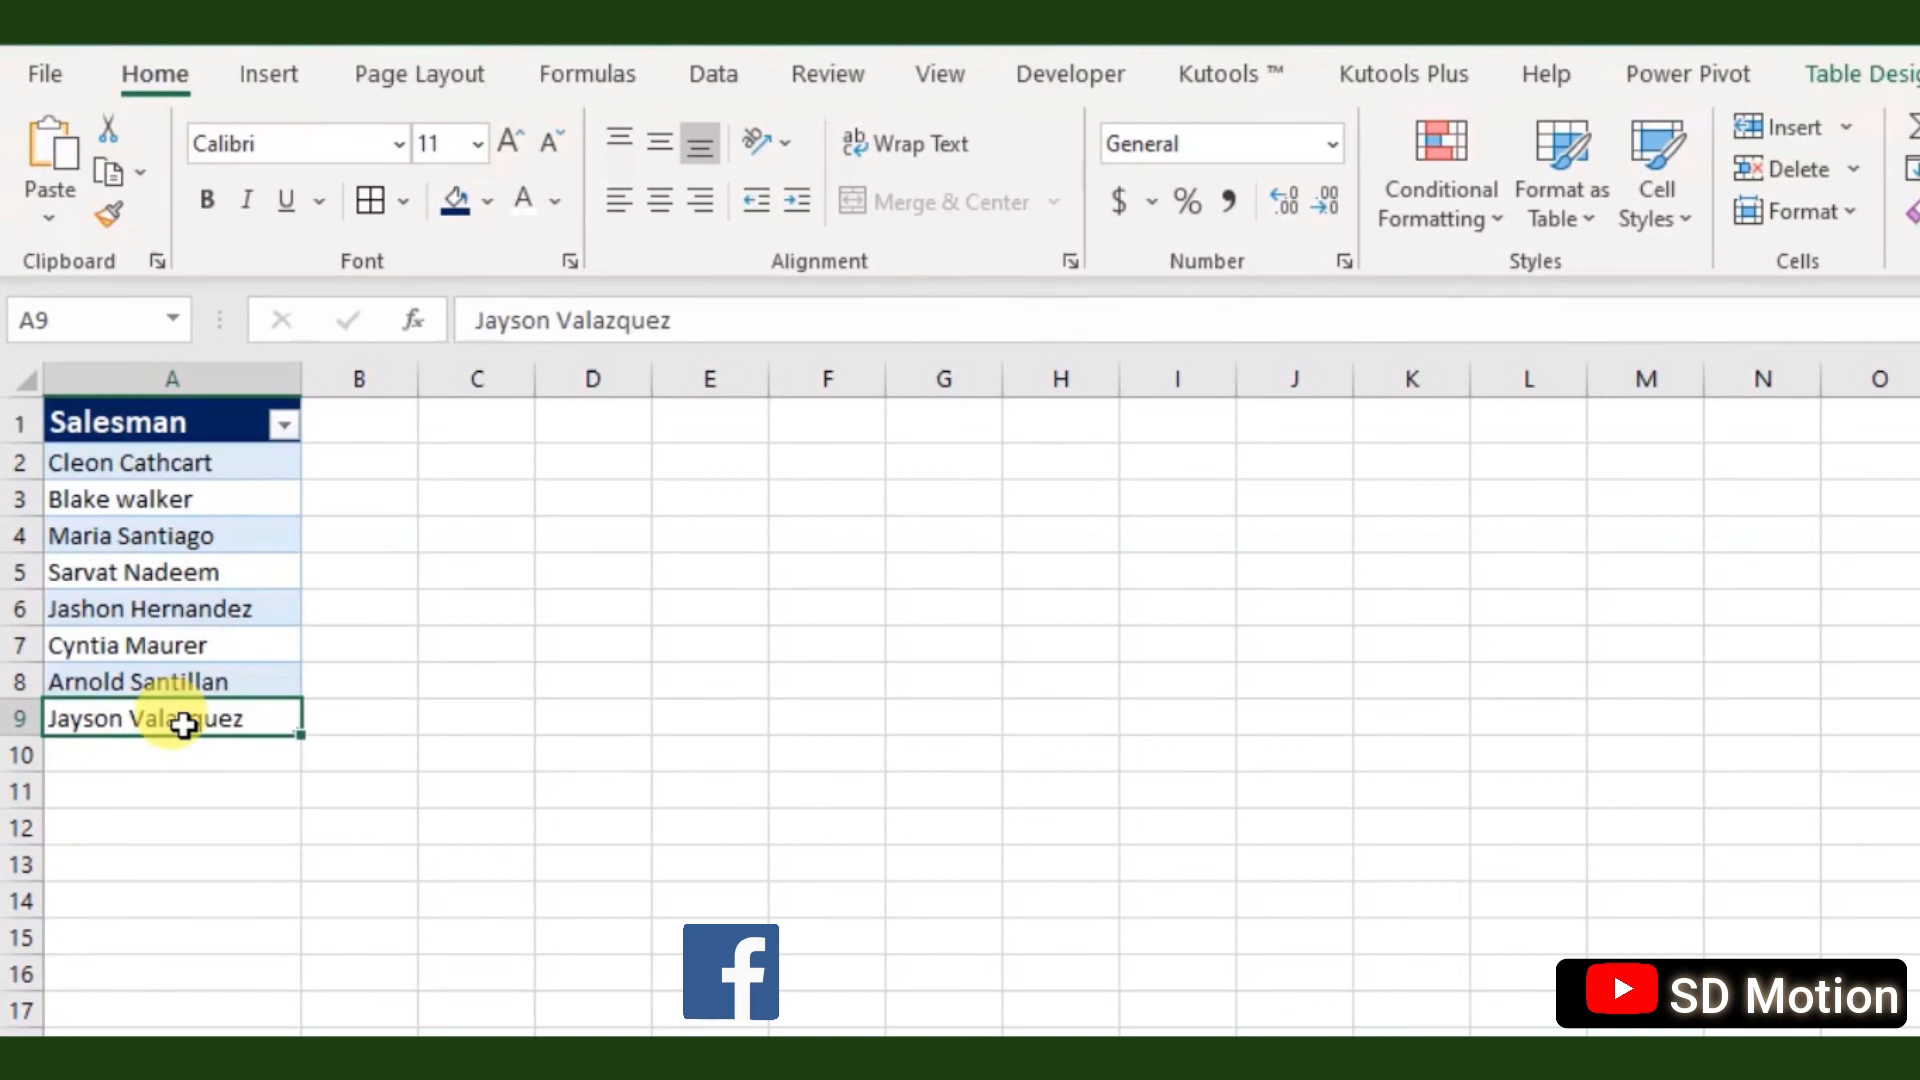 File Home Insert Page Layout Formulas Data Review View Developer Kutools ™ Kutools Plus Help Power Pivot Table
Calibri 11 Wrap Text General Insert
Paste Conditional Format as Cell Delete
B I U A Merge & Center $ % Formatting Table Styles Format
Clipboard Font Alignment Number Styles Cells
A9 fx Jayson Valazquez
A B C D E F G H I J K L M N O
1 Salesman
2 Cleon Cathcart
3 Blake walker
4 Maria Santiago
5 Sarvat Nadeem
6 Jashon Hernandez
7 Cyntia Maurer
8 Arnold Santillan
9 Jayson Valazquez
10
11
12
13
14
15
16
17
f
SD Motion